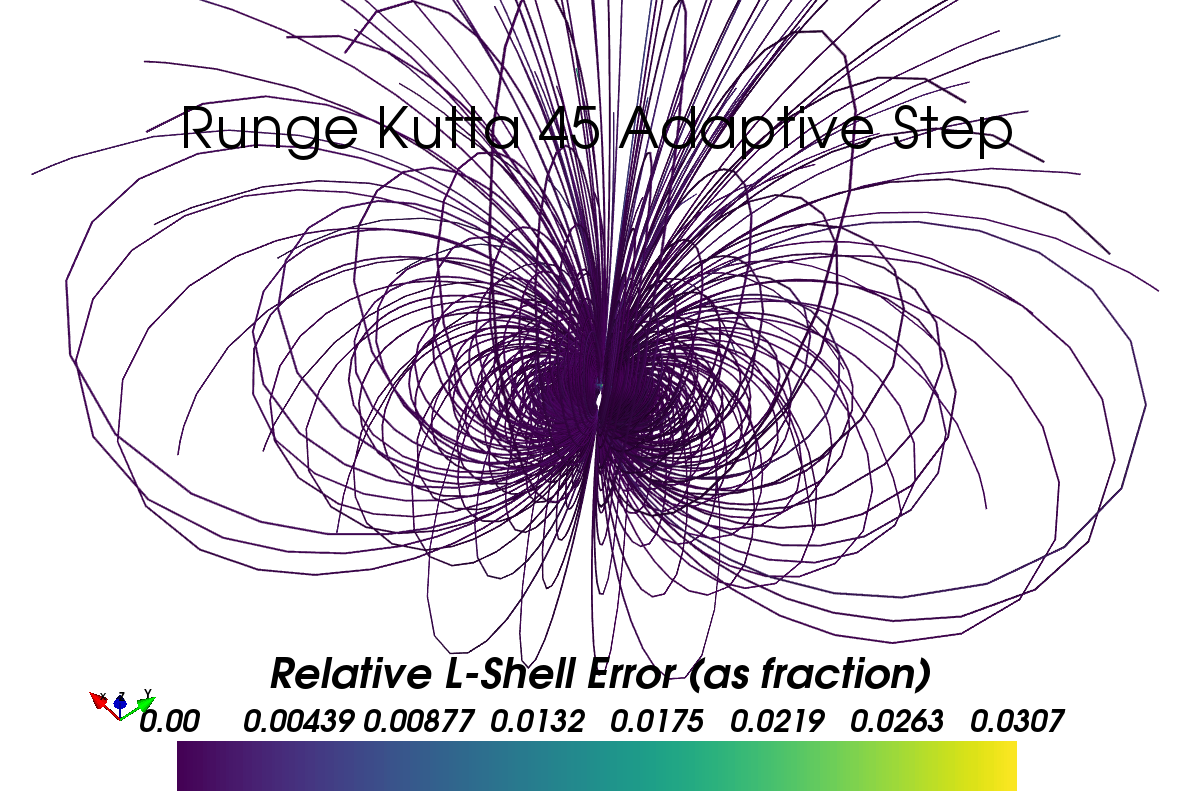 Runge Kutta 45 Adaptive Step
Relative L-Shell Error (as fraction)
X Z Y
0.00 0.00439 0.00877 0.0132 0.0175 0.0219 0.0263 0.0307